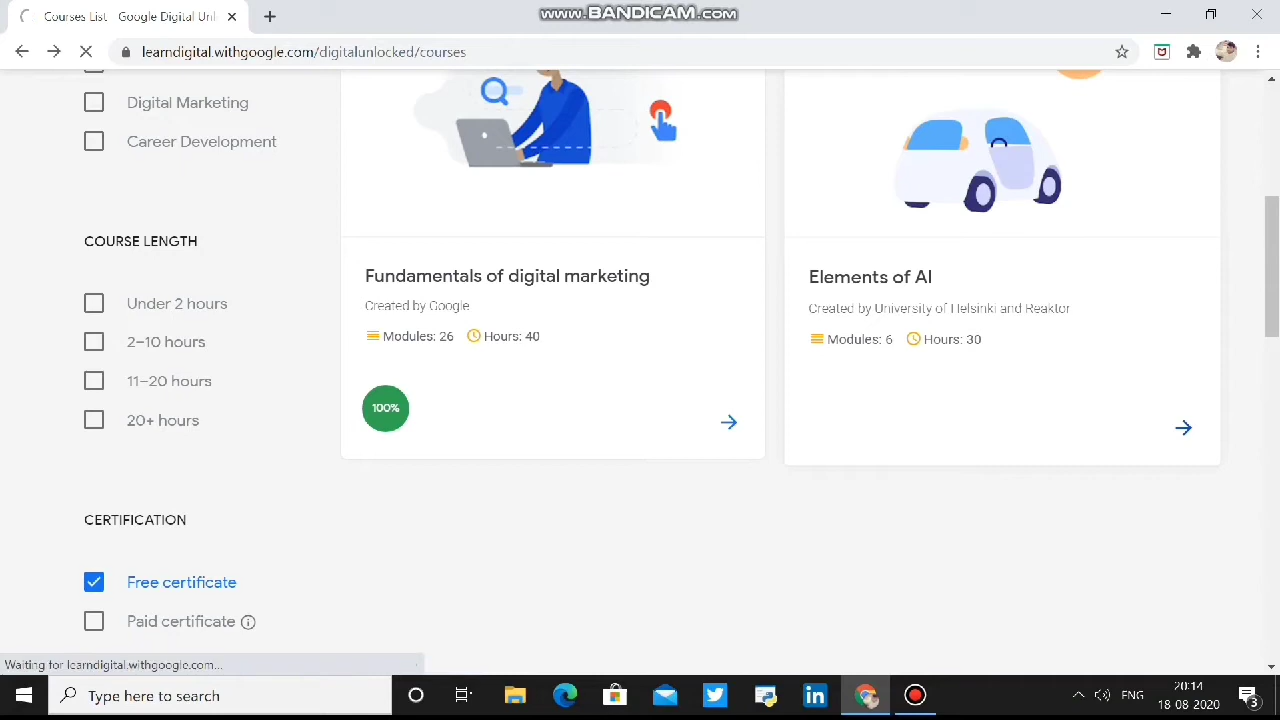 Courses List - Google Digital Unl
www.BANDICAM.com
learndigital.withgoogle.com/digitalunlocked/courses
Digital Marketing
Career Development
COURSE LENGTH
Under 2 hours
2–10 hours
11–20 hours
20+ hours
CERTIFICATION
Free certificate
Paid certificate
Fundamentals of digital marketing
Created by Google
Modules: 26 Hours: 40
100%
Elements of AI
Created by University of Helsinki and Reaktor
Modules: 6 Hours: 30
Waiting for learndigital.withgoogle.com...
Type here to search
ENG
20:14
18-08-2020
3